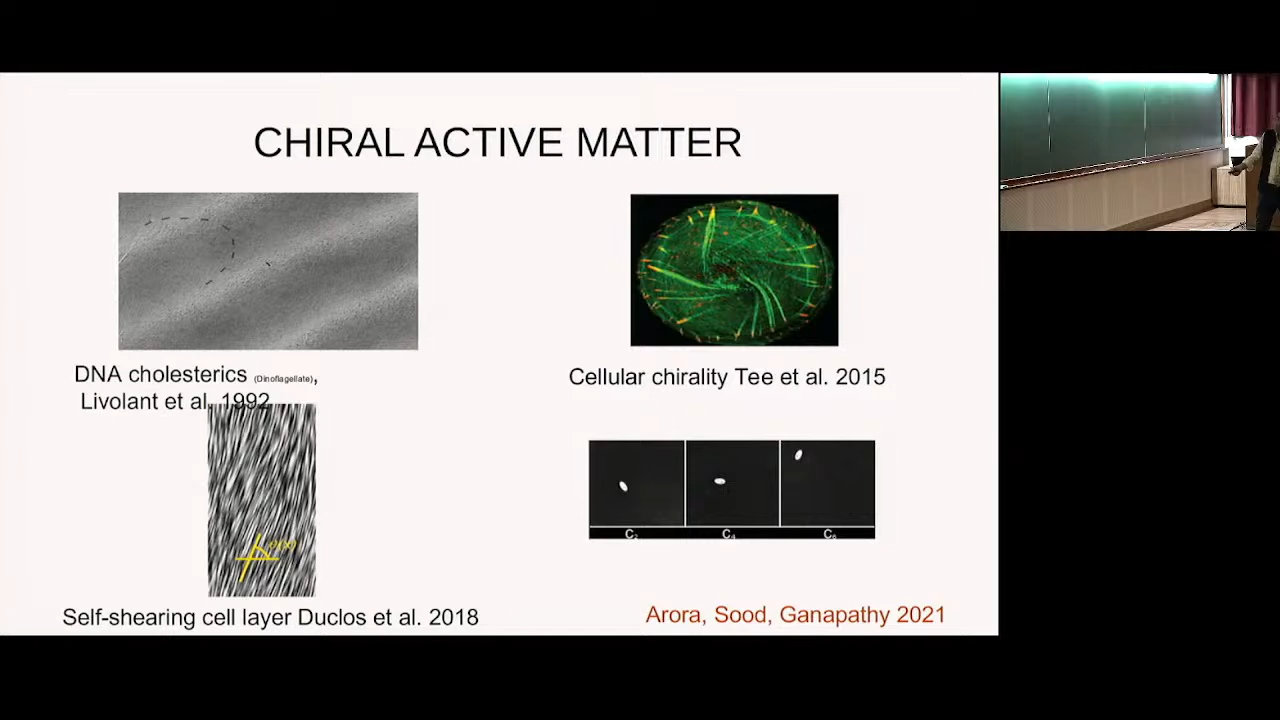 CHIRAL ACTIVE MATTER
DNA cholesterics (Dinoflagellate),
Livolant et al. 1992
Cellular chirality Tee et al. 2015
C₂ C₄ C₆
Self-shearing cell layer Duclos et al. 2018
Arora, Sood, Ganapathy 2021